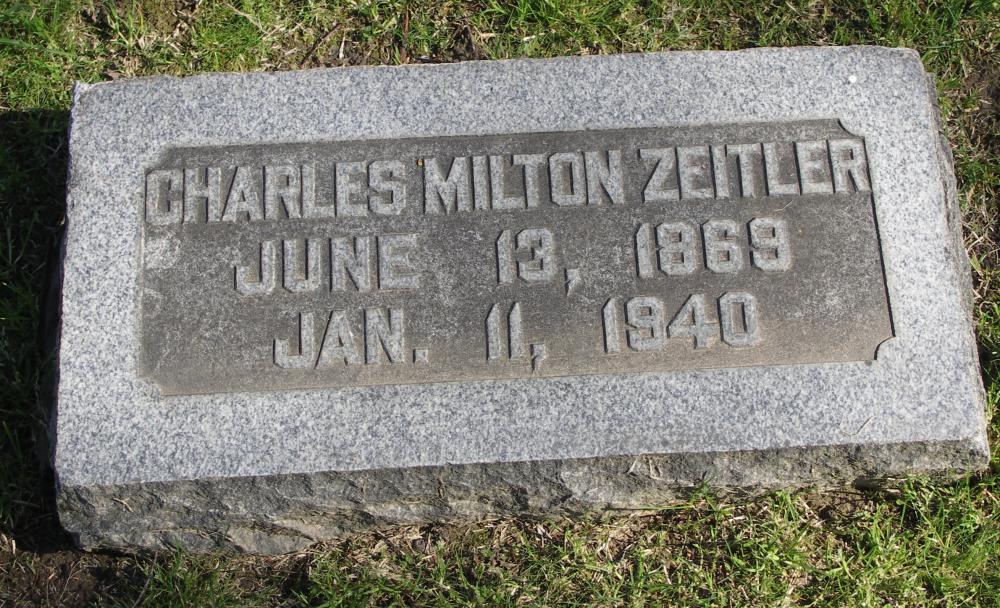 CHARLES MILTON ZEITLER
JUNE 13, 1869
JAN. 11, 1940